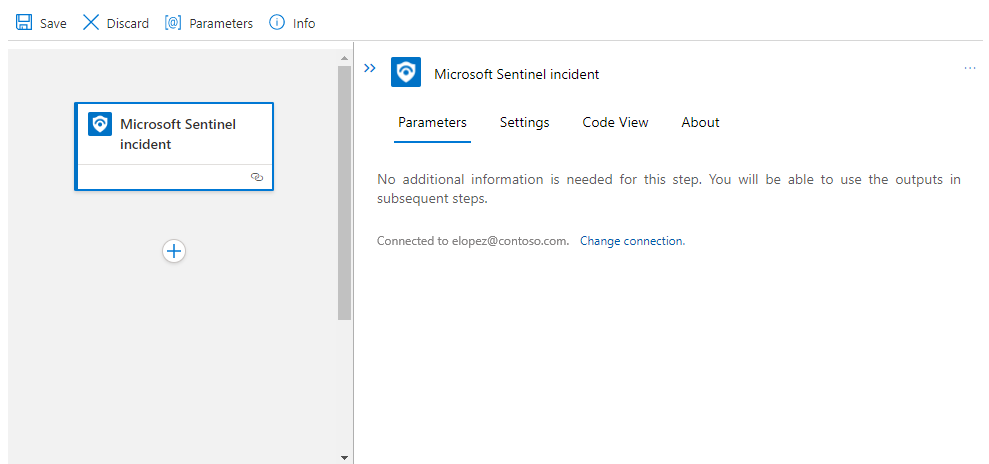 Save Discard Parameters Info
Microsoft Sentinel
incident
Microsoft Sentinel incident
Parameters Settings Code View About
No additional information is needed for this step. You will be able to use the outputs in
subsequent steps.
Connected to elopez@contoso.com. Change connection.